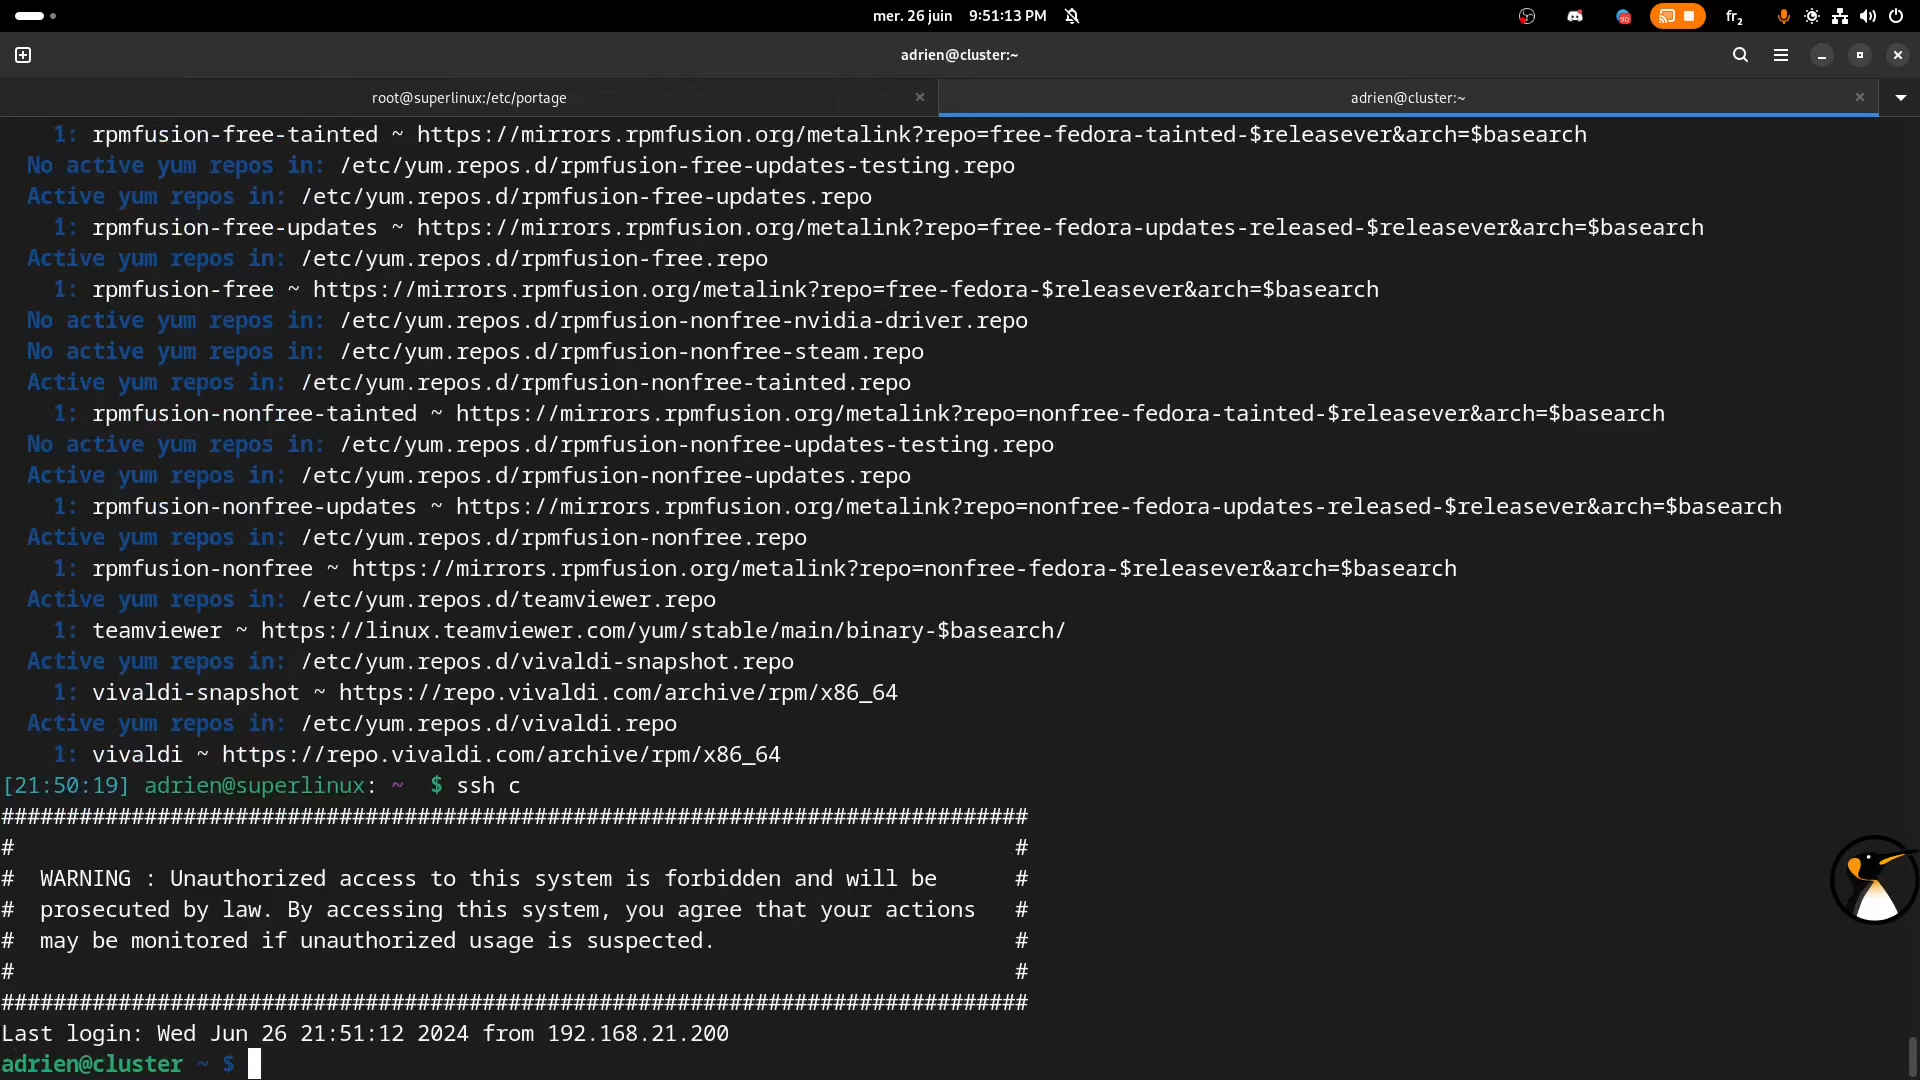 mer. 26 juin 9:51:13 PM
90
fr₂
adrien@cluster:~
root@superlinux:/etc/portage
adrien@cluster:~
1: rpmfusion-free-tainted ~ https://mirrors.rpmfusion.org/metalink?repo=free-fedora-tainted-$releasever&arch=$basearch
No active yum repos in: /etc/yum.repos.d/rpmfusion-free-updates-testing.repo
Active yum repos in: /etc/yum.repos.d/rpmfusion-free-updates.repo
1: rpmfusion-free-updates ~ https://mirrors.rpmfusion.org/metalink?repo=free-fedora-updates-released-$releasever&arch=$basearch
Active yum repos in: /etc/yum.repos.d/rpmfusion-free.repo
1: rpmfusion-free ~ https://mirrors.rpmfusion.org/metalink?repo=free-fedora-$releasever&arch=$basearch
No active yum repos in: /etc/yum.repos.d/rpmfusion-nonfree-nvidia-driver.repo
No active yum repos in: /etc/yum.repos.d/rpmfusion-nonfree-steam.repo
Active yum repos in: /etc/yum.repos.d/rpmfusion-nonfree-tainted.repo
1: rpmfusion-nonfree-tainted ~ https://mirrors.rpmfusion.org/metalink?repo=nonfree-fedora-tainted-$releasever&arch=$basearch
No active yum repos in: /etc/yum.repos.d/rpmfusion-nonfree-updates-testing.repo
Active yum repos in: /etc/yum.repos.d/rpmfusion-nonfree-updates.repo
1: rpmfusion-nonfree-updates ~ https://mirrors.rpmfusion.org/metalink?repo=nonfree-fedora-updates-released-$releasever&arch=$basearch
Active yum repos in: /etc/yum.repos.d/rpmfusion-nonfree.repo
1: rpmfusion-nonfree ~ https://mirrors.rpmfusion.org/metalink?repo=nonfree-fedora-$releasever&arch=$basearch
Active yum repos in: /etc/yum.repos.d/teamviewer.repo
1: teamviewer ~ https://linux.teamviewer.com/yum/stable/main/binary-$basearch/
Active yum repos in: /etc/yum.repos.d/vivaldi-snapshot.repo
1: vivaldi-snapshot ~ https://repo.vivaldi.com/archive/rpm/x86_64
Active yum repos in: /etc/yum.repos.d/vivaldi.repo
1: vivaldi ~ https://repo.vivaldi.com/archive/rpm/x86_64
[21:50:19] adrien@superlinux: ~ $ ssh c
###############################################################################
# #
# WARNING : Unauthorized access to this system is forbidden and will be #
# prosecuted by law. By accessing this system, you agree that your actions #
# may be monitored if unauthorized usage is suspected. #
# #
###############################################################################
Last login: Wed Jun 26 21:51:12 2024 from 192.168.21.200
adrien@cluster ~ $